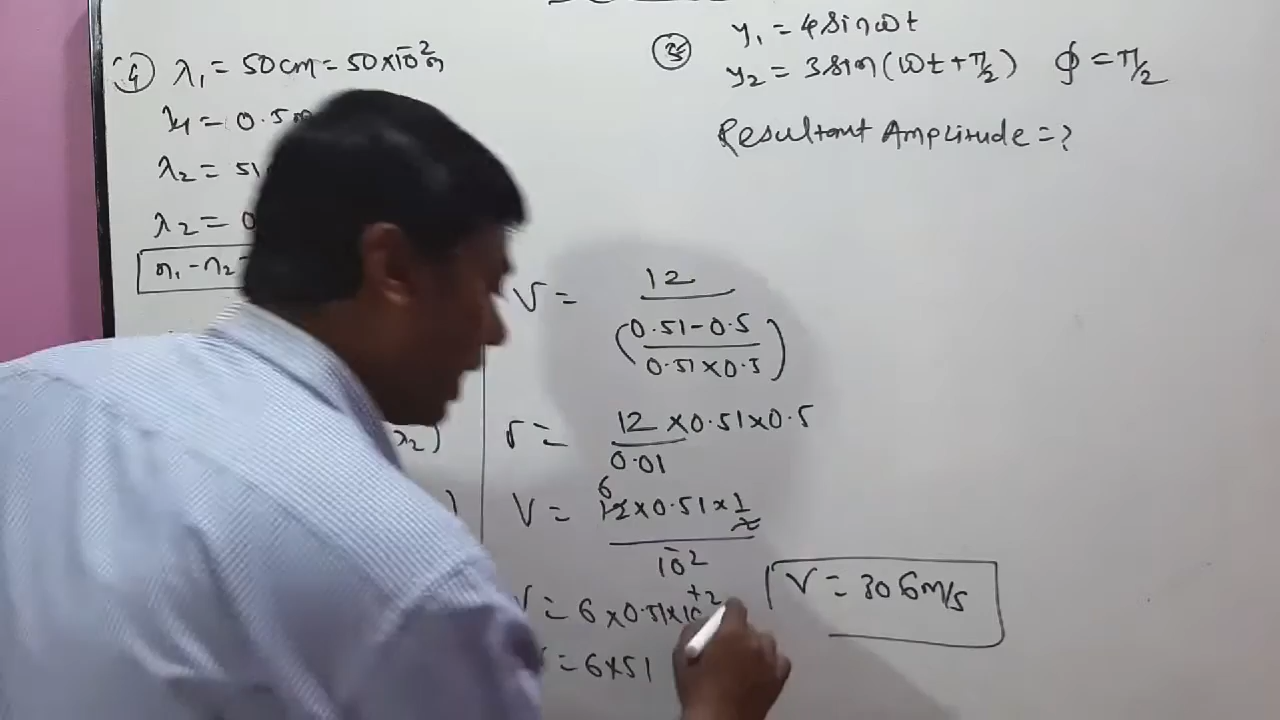 ④ λ₁ = 50cm = 50×10⁻²m
λ₁ = 0.5m
λ₂ = 51
λ₂ = 0
n₁ - n₂
λ₂)
)
V = 12 / (0.51 - 0.5 / 0.51 × 0.5)
V = 12 / 0.01 × 0.51 × 0.5
6
V = 12 × 0.51 × 1/2 / 10⁻²
V = 6 × 0.51 × 10⁺²
= 6×51
V = 306 m/s
y₁ = 4 sin ωt
y₂ = 3 sin(ωt + π/2) ϕ = π/2
Resultant Amplitude = ?